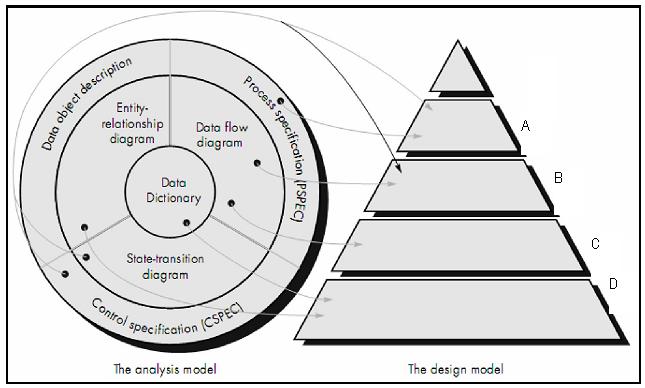 Data object description
Process specification (PSPEC)
Control specification (CSPEC)
Entity-
relationship
diagram
Data flow
diagram
Data
Dictionary
State-transition
diagram
A
B
C
D
The analysis model
The design model